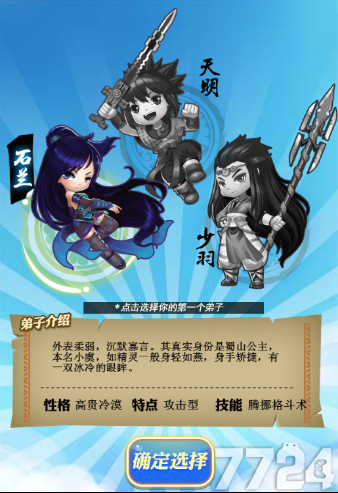 天明
石兰
少羽
*点击选择你的第一个弟子
弟子介绍
外表柔弱，沉默寡言。其真实身份是蜀山公主，
本名小虞，如精灵一般身轻如燕，身手矫捷，有
一双冰冷的眼眸。
性格 高贵冷漠 特点 攻击型 技能 腾挪格斗术
确定选择
7724